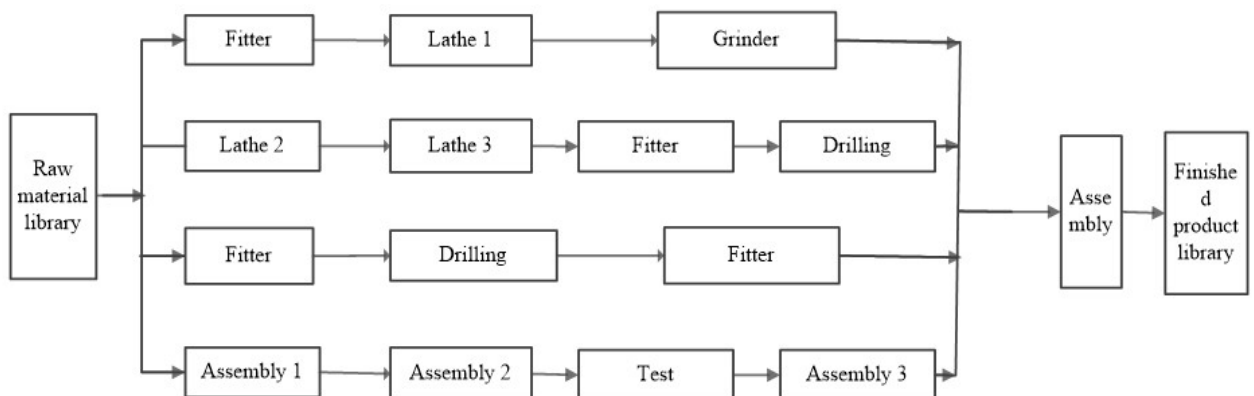 Raw
material
library
Fitter
Lathe 1
Grinder
Lathe 2
Lathe 3
Fitter
Drilling
Fitter
Drilling
Fitter
Assembly 1
Assembly 2
Test
Assembly 3
Asse
mbly
Finishe
d
product
library